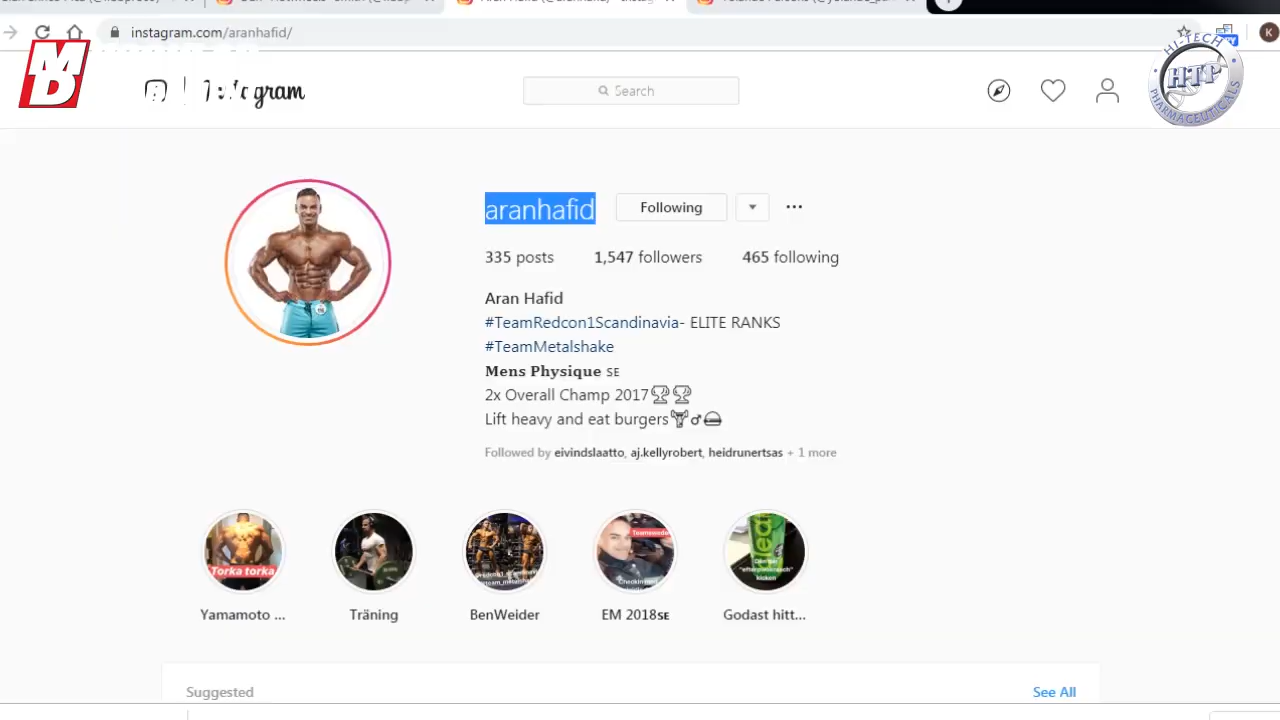 instagram.com/aranhafid/
K
MD
HI-TECH
HTP
PHARMACEUTICALS
Search
aranhafid
Following
335 posts 1,547 followers 465 following
Aran Hafid
#TeamRedcon1Scandinavia- ELITE RANKS
#TeamMetalshake
Mens Physique SE
2x Overall Champ 2017🏆🏆
Lift heavy and eat burgers
Followed by eivindslaatto, aj.kellyrobert, heidrunertsas + 1 more
Torka torka
Yamamoto ...
Träning
BenWeider
EM 2018SE
Godast hitt...
Suggested
See All